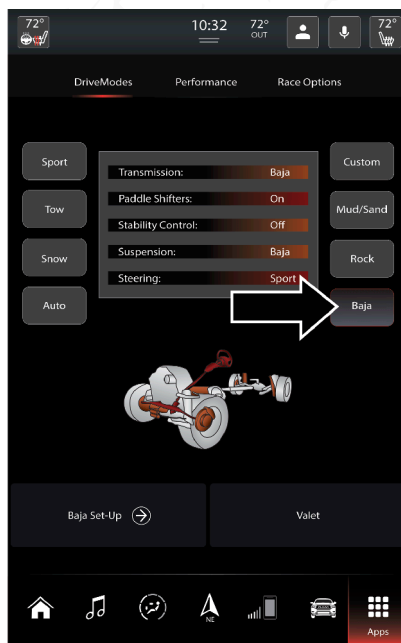 72° 10:32 72° 72°
OUT
DriveModes Performance Race Options
Sport
Tow
Snow
Auto
Transmission: Baja
Paddle Shifters: On
Stability Control: Off
Suspension: Baja
Steering: Sport
Custom
Mud/Sand
Rock
Baja
Baja Set-Up Valet
NE
Apps